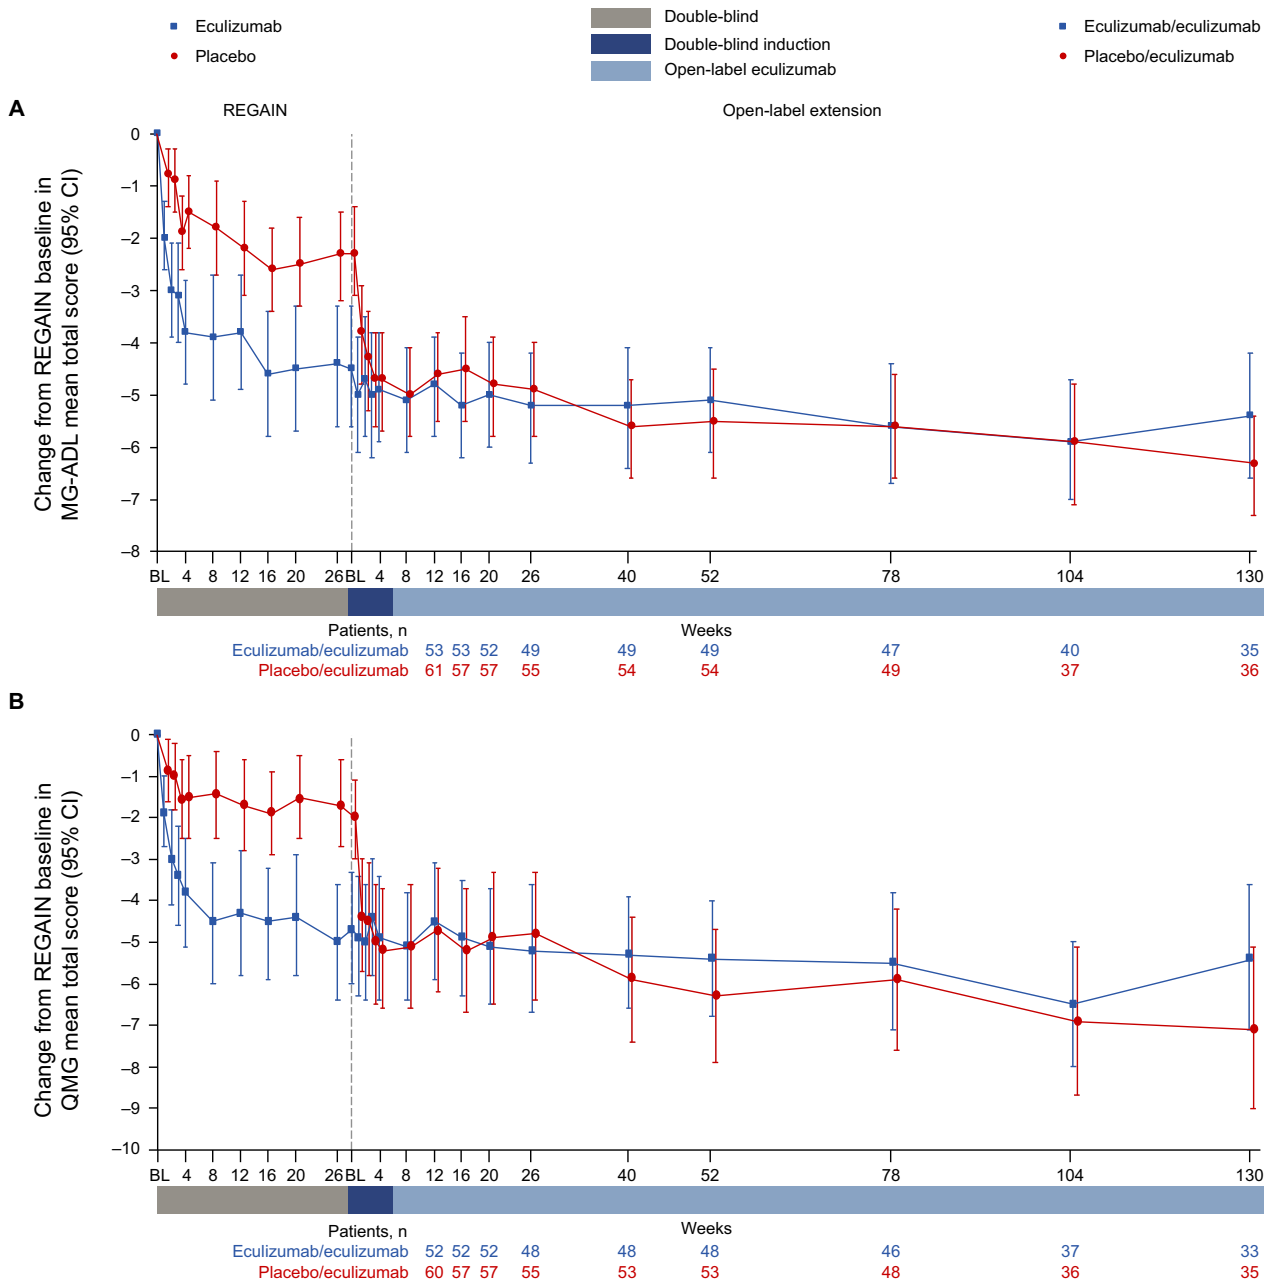 Eculizumab
Placebo
Double-blind
Double-blind induction
Open-label eculizumab
Eculizumab/eculizumab
Placebo/eculizumab
A
REGAIN
Open-label extension
Change from REGAIN baseline in
MG-ADL mean total score (95% CI)
0
–1
–2
–3
–4
–5
–6
–7
–8
BL 4 8 12 16 20 26 BL 4 8 12 16 20 26 40 52 78 104 130
Patients, n
Weeks
Eculizumab/eculizumab 53 53 52 49 49 49 47 40 35
Placebo/eculizumab 61 57 57 55 54 54 49 37 36
B
Change from REGAIN baseline in
QMG mean total score (95% CI)
0
–1
–2
–3
–4
–5
–6
–7
–8
–9
–10
BL 4 8 12 16 20 26 BL 4 8 12 16 20 26 40 52 78 104 130
Patients, n
Weeks
Eculizumab/eculizumab 52 52 52 48 48 48 46 37 33
Placebo/eculizumab 60 57 57 55 53 53 48 36 35